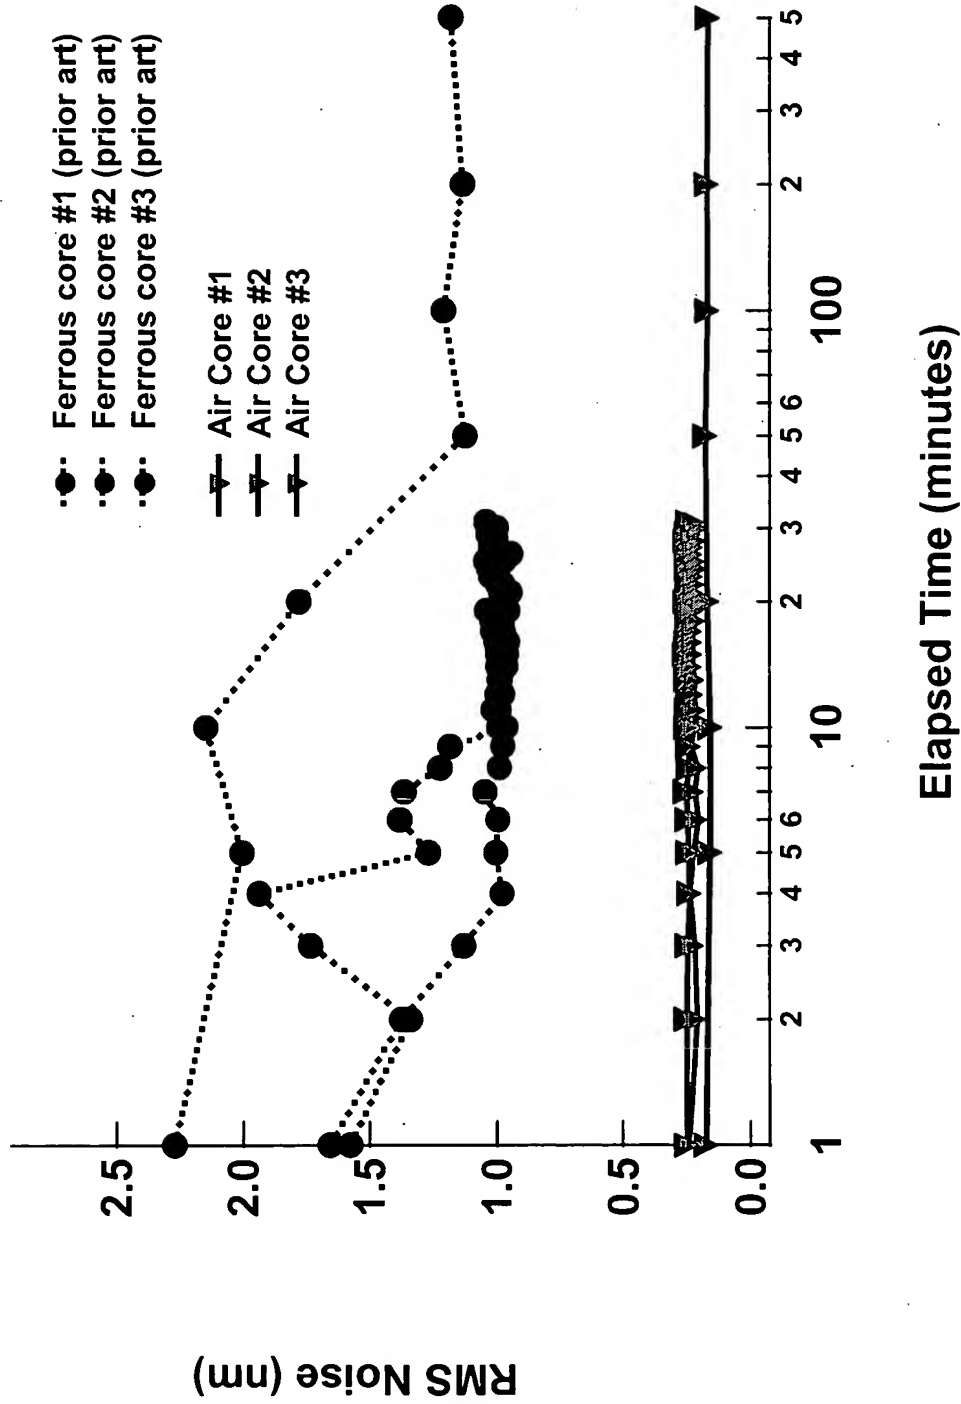 Ferrous core #1 (prior art)
Ferrous core #2 (prior art)
Ferrous core #3 (prior art)
Air Core #1
Air Core #2
Air Core #3
RMS Noise (nm)
2.5
2.0
1.5
1.0
0.5
0.0
1
2
3
4
5
6
10
2
3
4
5
6
100
2
3
4
5
Elapsed Time (minutes)